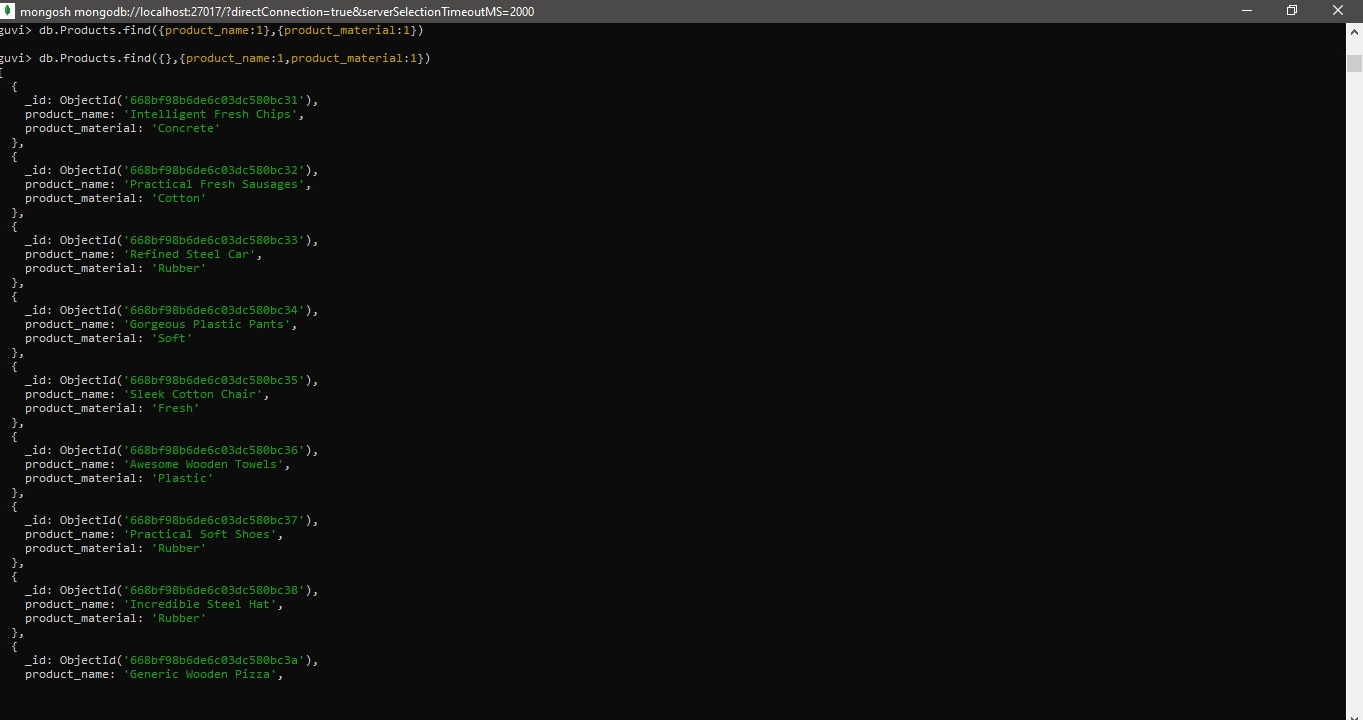 mongosh mongodb://localhost:27017/?directConnection=true&serverSelectionTimeoutMS=2000
guvi> db.Products.find({product_name:1},{product_material:1})
guvi> db.Products.find({},{product_name:1,product_material:1})
[
  {
    _id: ObjectId('668bf98b6de6c03dc580bc31'),
    product_name: 'Intelligent Fresh Chips',
    product_material: 'Concrete'
  },
  {
    _id: ObjectId('668bf98b6de6c03dc580bc32'),
    product_name: 'Practical Fresh Sausages',
    product_material: 'Cotton'
  },
  {
    _id: ObjectId('668bf98b6de6c03dc580bc33'),
    product_name: 'Refined Steel Car',
    product_material: 'Rubber'
  },
  {
    _id: ObjectId('668bf98b6de6c03dc580bc34'),
    product_name: 'Gorgeous Plastic Pants',
    product_material: 'Soft'
  },
  {
    _id: ObjectId('668bf98b6de6c03dc580bc35'),
    product_name: 'Sleek Cotton Chair',
    product_material: 'Fresh'
  },
  {
    _id: ObjectId('668bf98b6de6c03dc580bc36'),
    product_name: 'Awesome Wooden Towels',
    product_material: 'Plastic'
  },
  {
    _id: ObjectId('668bf98b6de6c03dc580bc37'),
    product_name: 'Practical Soft Shoes',
    product_material: 'Rubber'
  },
  {
    _id: ObjectId('668bf98b6de6c03dc580bc38'),
    product_name: 'Incredible Steel Hat',
    product_material: 'Rubber'
  },
  {
    _id: ObjectId('668bf98b6de6c03dc580bc3a'),
    product_name: 'Generic Wooden Pizza',